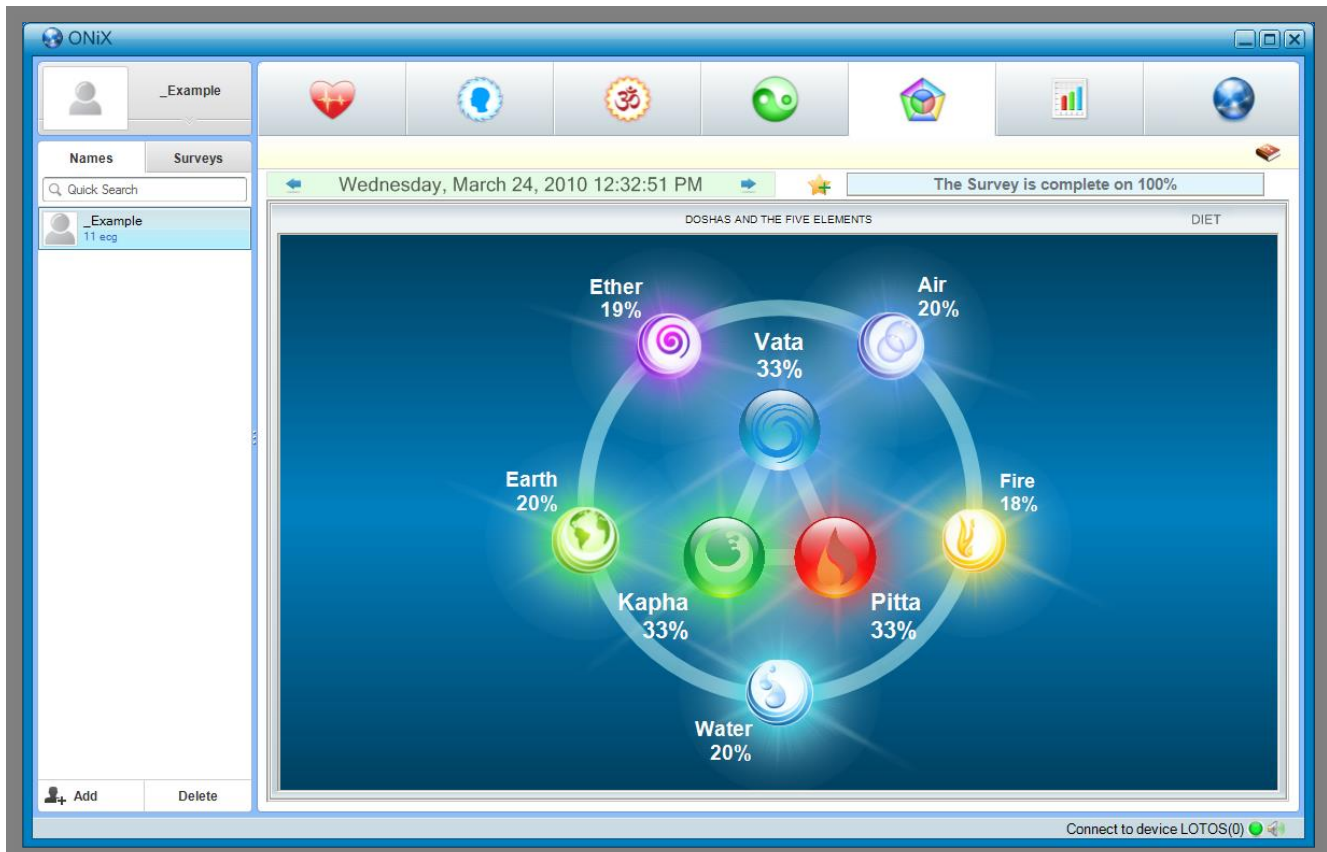 ONiX
_Example
Names
Surveys
Quick Search
_Example
11 ecg
Add
Delete
Wednesday, March 24, 2010 12:32:51 PM
The Survey is complete on 100%
DOSHAS AND THE FIVE ELEMENTS
DIET
Ether
19%
Air
20%
Vata
33%
Earth
20%
Fire
18%
Kapha
33%
Pitta
33%
Water
20%
Connect to device LOTOS(0)